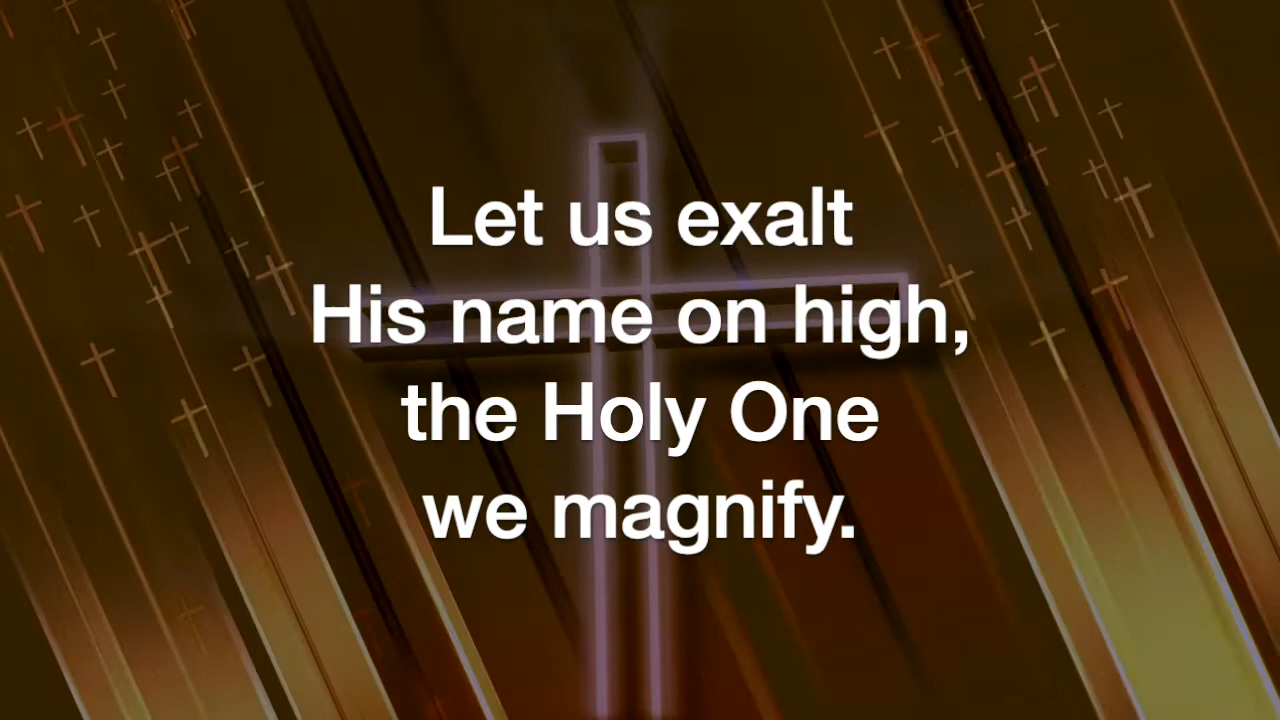 Let us exalt
His name on high,
the Holy One
we magnify.